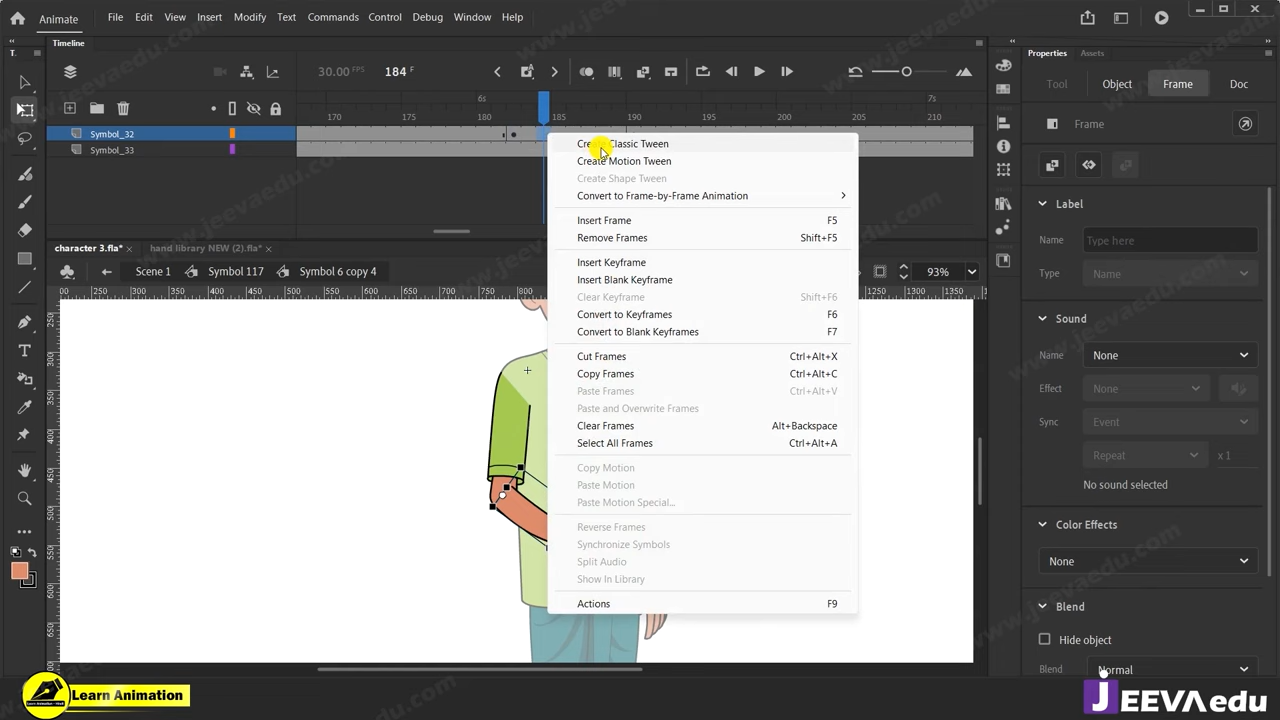 Animate
File Edit View Insert Modify Text Commands Control Debug Window Help
T. Timeline
Properties Assets
30.00 FPS 184 F
Tool Object Frame Doc
6s 7s
170 175 180 185 190 195 200 205 210
Symbol_32
Symbol_33
Frame
Label
Name Type here
Type Name
Sound
Name None
Effect None
Sync Event
Repeat x 1
No sound selected
Color Effects
None
Blend
Hide object
Blend Normal
character 3.fla* hand library NEW (2).fla*
Scene 1 Symbol 117 Symbol 6 copy 4 93%
Create Classic Tween
Create Motion Tween
Create Shape Tween
Convert to Frame-by-Frame Animation
Insert Frame F5
Remove Frames Shift+F5
Insert Keyframe
Insert Blank Keyframe
Clear Keyframe Shift+F6
Convert to Keyframes F6
Convert to Blank Keyframes F7
Cut Frames Ctrl+Alt+X
Copy Frames Ctrl+Alt+C
Paste Frames Ctrl+Alt+V
Paste and Overwrite Frames
Clear Frames Alt+Backspace
Select All Frames Ctrl+Alt+A
Copy Motion
Paste Motion
Paste Motion Special...
Reverse Frames
Synchronize Symbols
Split Audio
Show In Library
Actions F9
Learn Animation
JEEVAedu
www.jeevaedu.com